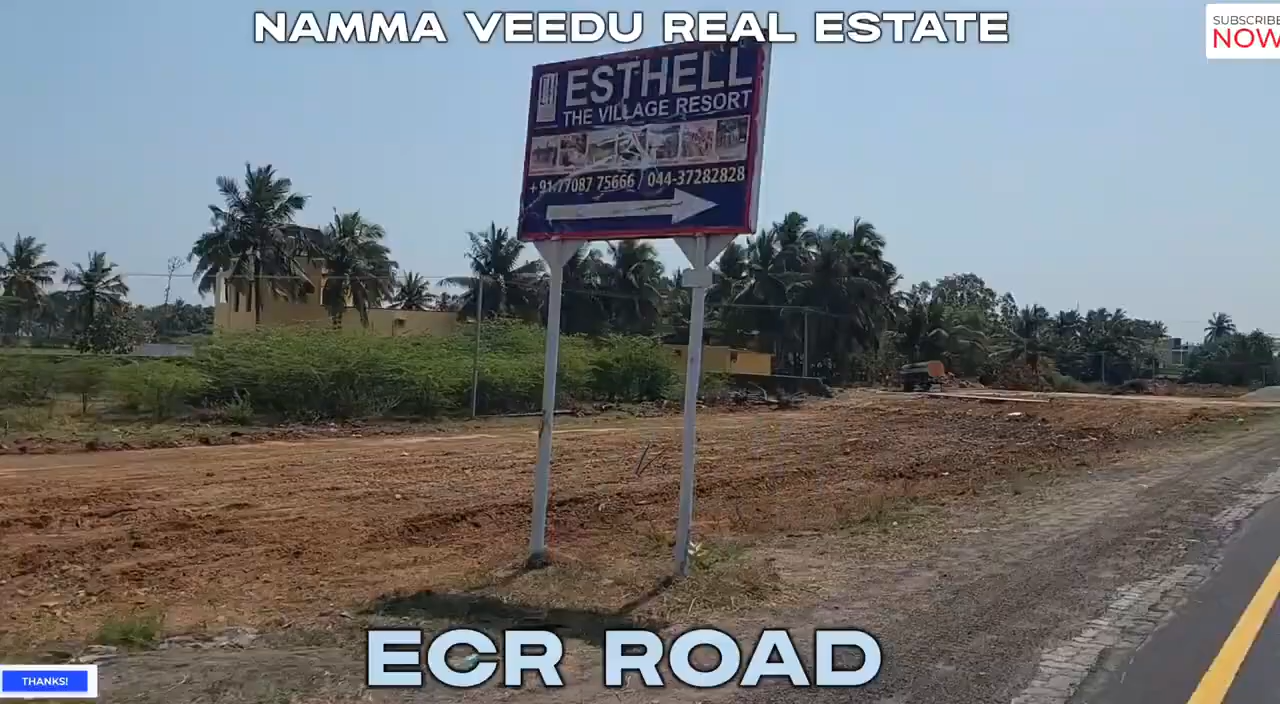 NAMMA VEEDU REAL ESTATE
SUBSCRIBE
NOW
ESTHELL
THE VILLAGE RESORT
+91 77087 75666 / 044-37282828
ECR ROAD
THANKS!